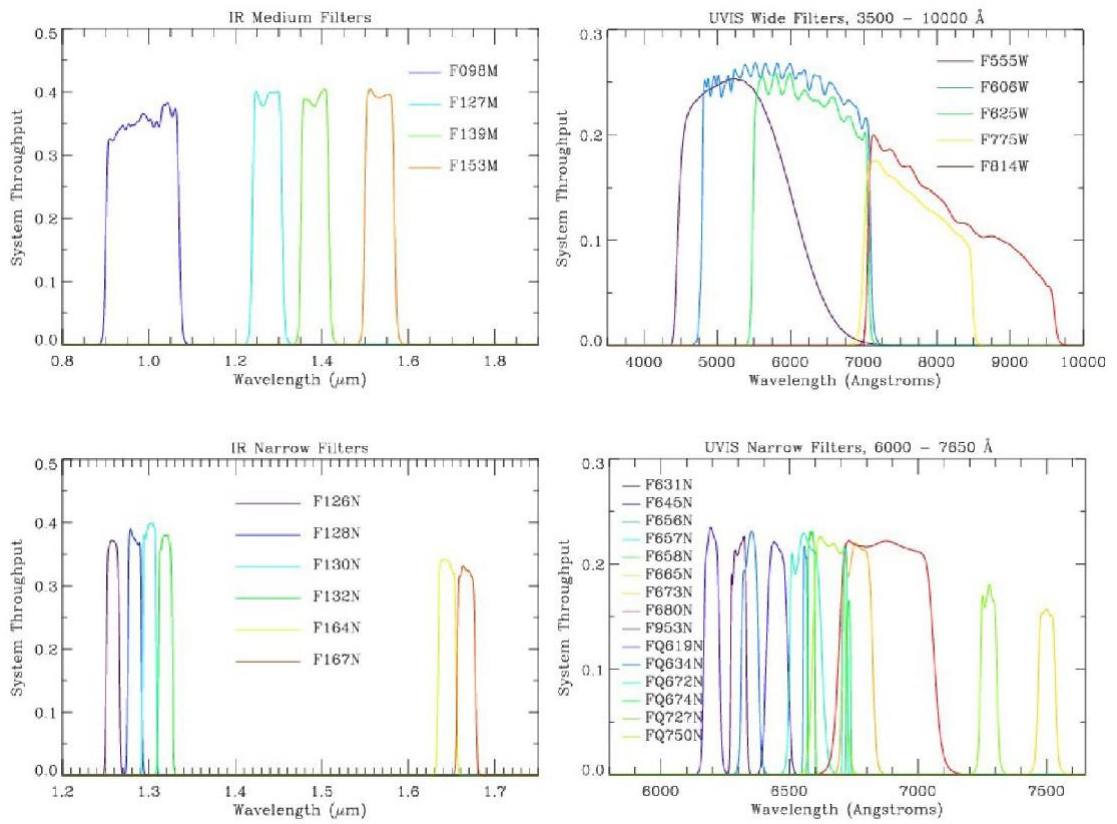 IR Medium Filters
System Throughput
0.5
0.4
0.3
0.2
0.1
0.0
F098M
F127M
F139M
F153M
0.8 1.0 1.2 1.4 1.6 1.8
Wavelength (μm)
UVIS Wide Filters, 3500 – 10000 Å
System Throughput
0.3
0.2
0.1
0.0
F555W
F606W
F625W
F775W
F814W
4000 5000 6000 7000 8000 9000 10000
Wavelength (Angstroms)
IR Narrow Filters
System Throughput
0.5
0.4
0.3
0.2
0.1
0.0
F126N
F128N
F130N
F132N
F164N
F167N
1.2 1.3 1.4 1.5 1.6 1.7
Wavelength (μm)
UVIS Narrow Filters, 6000 – 7650 Å
System Throughput
0.3
0.2
0.1
0.0
F631N
F645N
F656N
F657N
F658N
F665N
F673N
F680N
F953N
FQ619N
FQ634N
FQ672N
FQ674N
FQ727N
FQ750N
6000 6500 7000 7500
Wavelength (Angstroms)